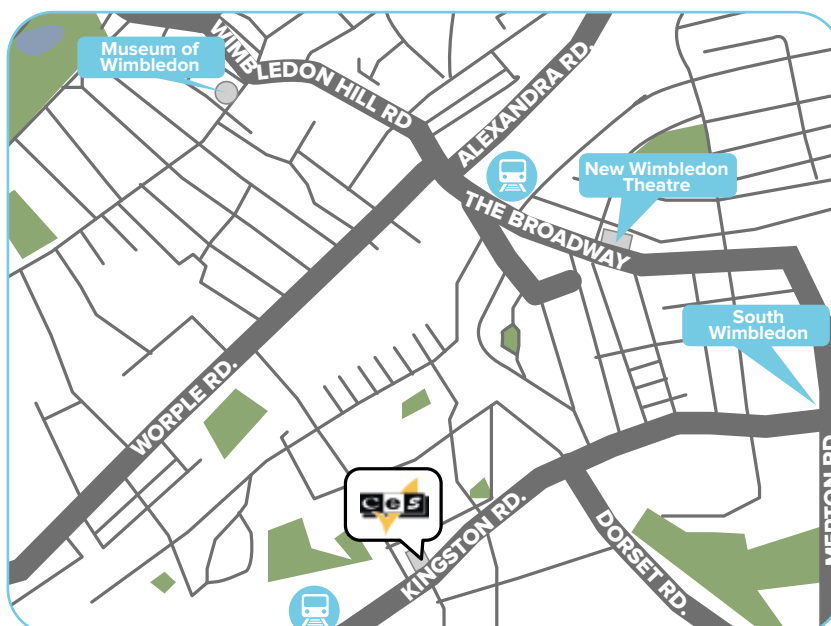 Museum of
Wimbledon
WIMBLEDON HILL RD
ALEXANDRA RD.
New Wimbledon
Theatre
THE BROADWAY
South
Wimbledon
WORPLE RD.
ces
KINGSTON RD.
DORSET RD.
MERTON RD